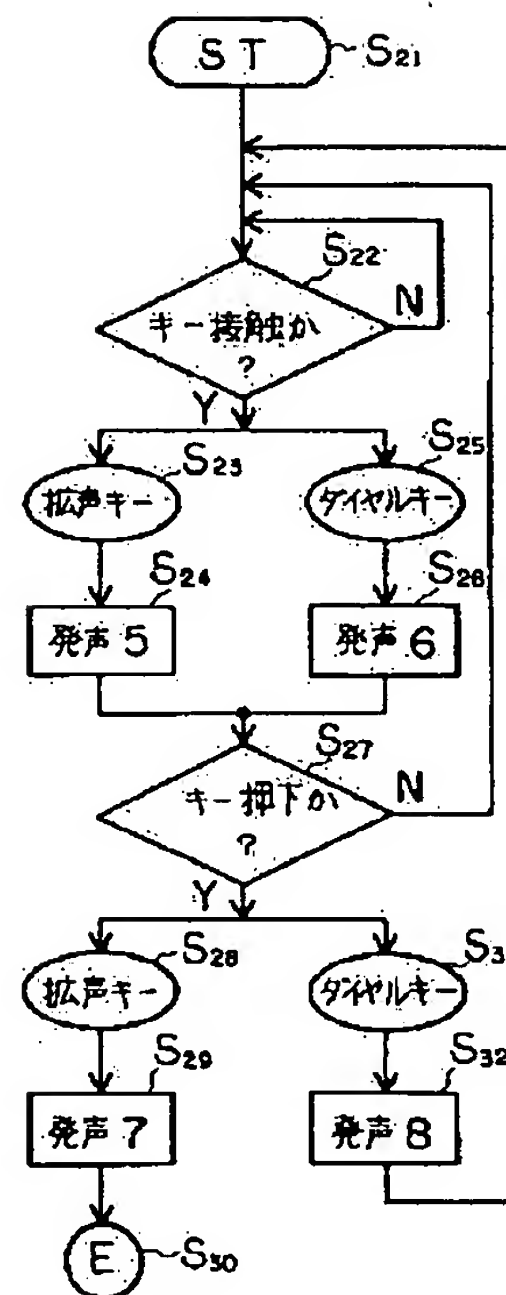 ST
S21
S22
キー接触か
?
N
Y
S23
S25
拡声キー
ダイヤルキー
S24
S26
発声5
発声6
S27
キー押下か
?
N
Y
S28
S3
拡声キー
ダイヤルキー
S29
S32
発声7
発声8
E
S30